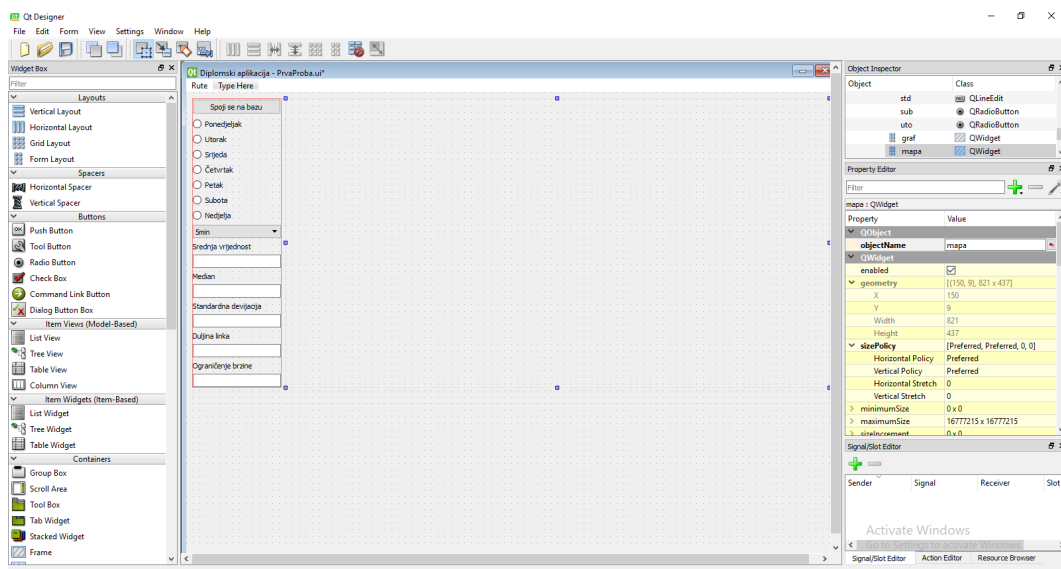 Qt Designer
File Edit Form View Settings Window Help
Widget Box
Filter
Layouts
Vertical Layout
Horizontal Layout
Grid Layout
Form Layout
Spacers
Horizontal Spacer
Vertical Spacer
Buttons
Push Button
Tool Button
Radio Button
Check Box
Command Link Button
Dialog Button Box
Item Views (Model-Based)
List View
Tree View
Table View
Column View
Item Widgets (Item-Based)
List Widget
Tree Widget
Table Widget
Containers
Group Box
Scroll Area
Tool Box
Tab Widget
Stacked Widget
Frame
Diplomski aplikacija - PrvaProba.ui*
Rute Type Here
Spoji se na bazu
Ponedjeljak
Utorak
Srijeda
Četvrtak
Petak
Subota
Nedjelja
5min
Srednja vrijednost
Median
Standardna devijacija
Duljina linka
Ograničenje brzine
Object Inspector
Object Class
std QLineEdit
sub QRadioButton
uto QRadioButton
graf QWidget
mapa QWidget
Property Editor
Filter
mapa : QWidget
Property Value
QObject
objectName mapa
QWidget
enabled
geometry [(150, 9), 821 x 437]
X 150
Y 9
Width 821
Height 437
sizePolicy [Preferred, Preferred, 0, 0]
Horizontal Policy Preferred
Vertical Policy Preferred
Horizontal Stretch 0
Vertical Stretch 0
minimumSize 0 x 0
maximumSize 16777215 x 16777215
sizeIncrement 0 x 0
Signal/Slot Editor
Sender Signal Receiver Slot
Activate Windows
Go to Settings to activate Windows.
Signal/Slot Editor Action Editor Resource Browser